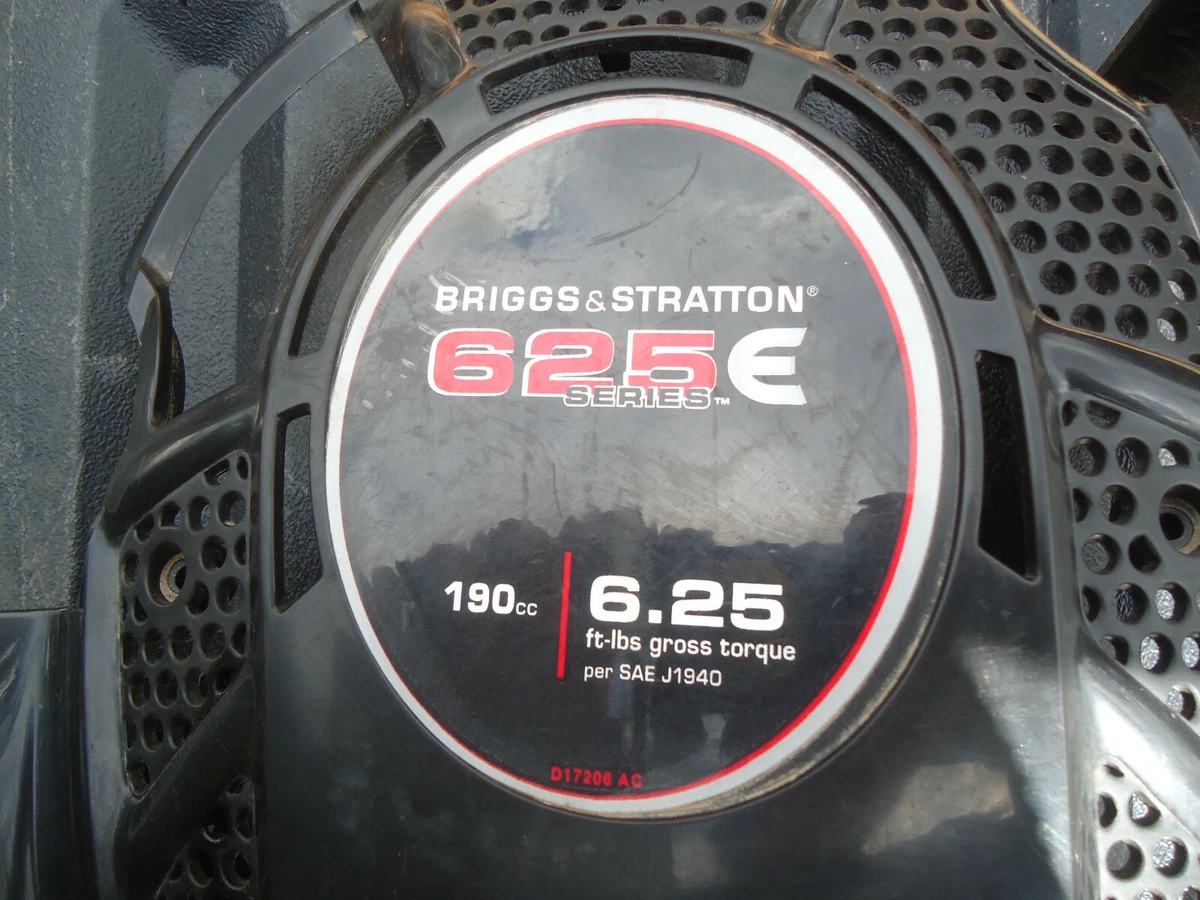 BRIGGS & STRATTON®
625E
SERIES™
190cc
6.25
ft-lbs gross torque
per SAE J1940
D17206 AC